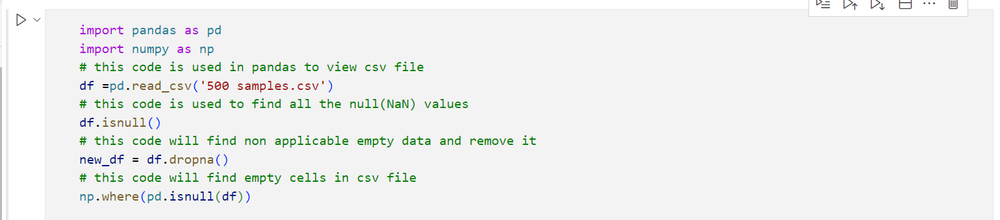 import pandas as pd
import numpy as np
# this code is used in pandas to view csv file
df =pd.read_csv('500 samples.csv')
# this code is used to find all the null(NaN) values
df.isnull()
# this code will find non applicable empty data and remove it
new_df = df.dropna()
# this code will find empty cells in csv file
np.where(pd.isnull(df))